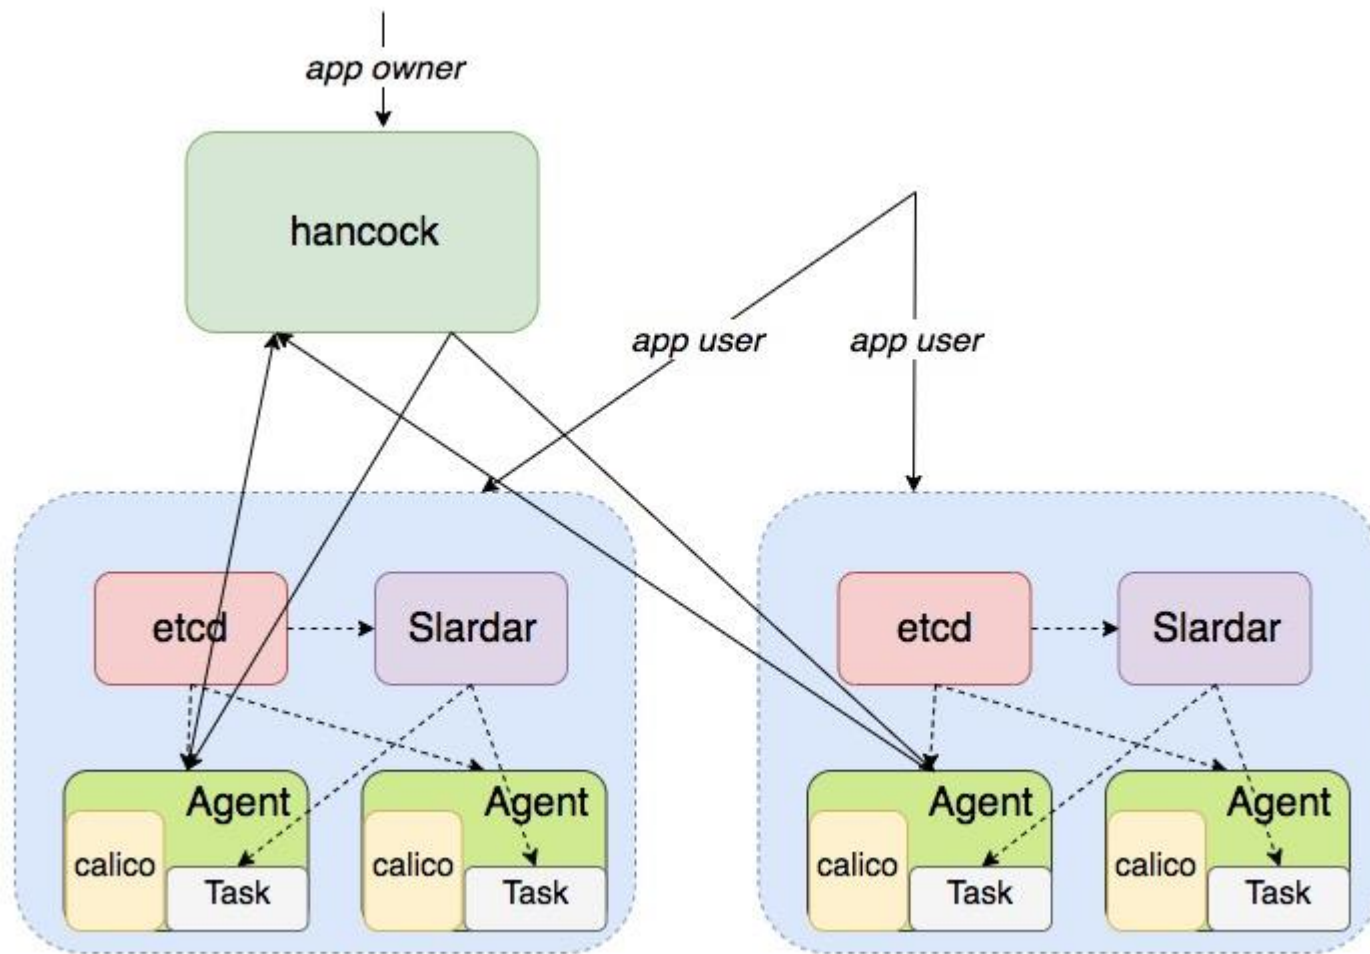 app owner
hancock
app user
app user
etcd
Slardar
etcd
Slardar
Agent
Agent
Agent
Agent
calico
calico
calico
calico
Task
Task
Task
Task